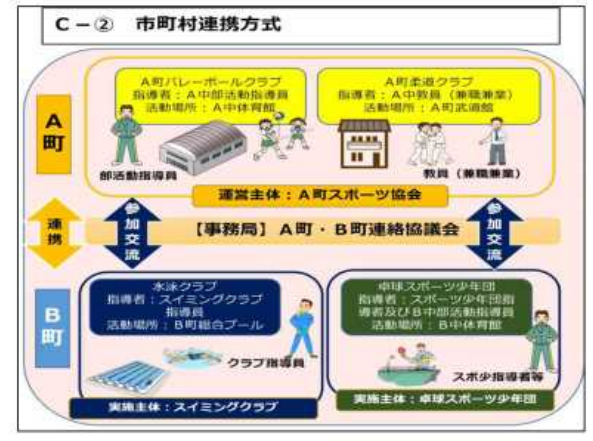 C－② 市町村連携方式
A町バレーボールクラブ
指導者：A中部活動指導員
活動場所：A中体育館
A町柔道クラブ
指導者：A中教員（兼職兼業）
活動場所：A町武道館
A町
部活動指導員
教員（兼職兼業）
運営主体：A町スポーツ協会
連携
参加交流
【事務局】A町・B町連絡協議会
参加交流
B町
水泳クラブ
指導者：スイミングクラブ
指導員
活動場所：B町総合プール
卓球スポーツ少年団
指導者：スポーツ少年団指
導者及びB中部活動指導員
活動場所：B中体育館
クラブ指導員
スポ少指導者等
実施主体：スイミングクラブ
実施主体：卓球スポーツ少年団